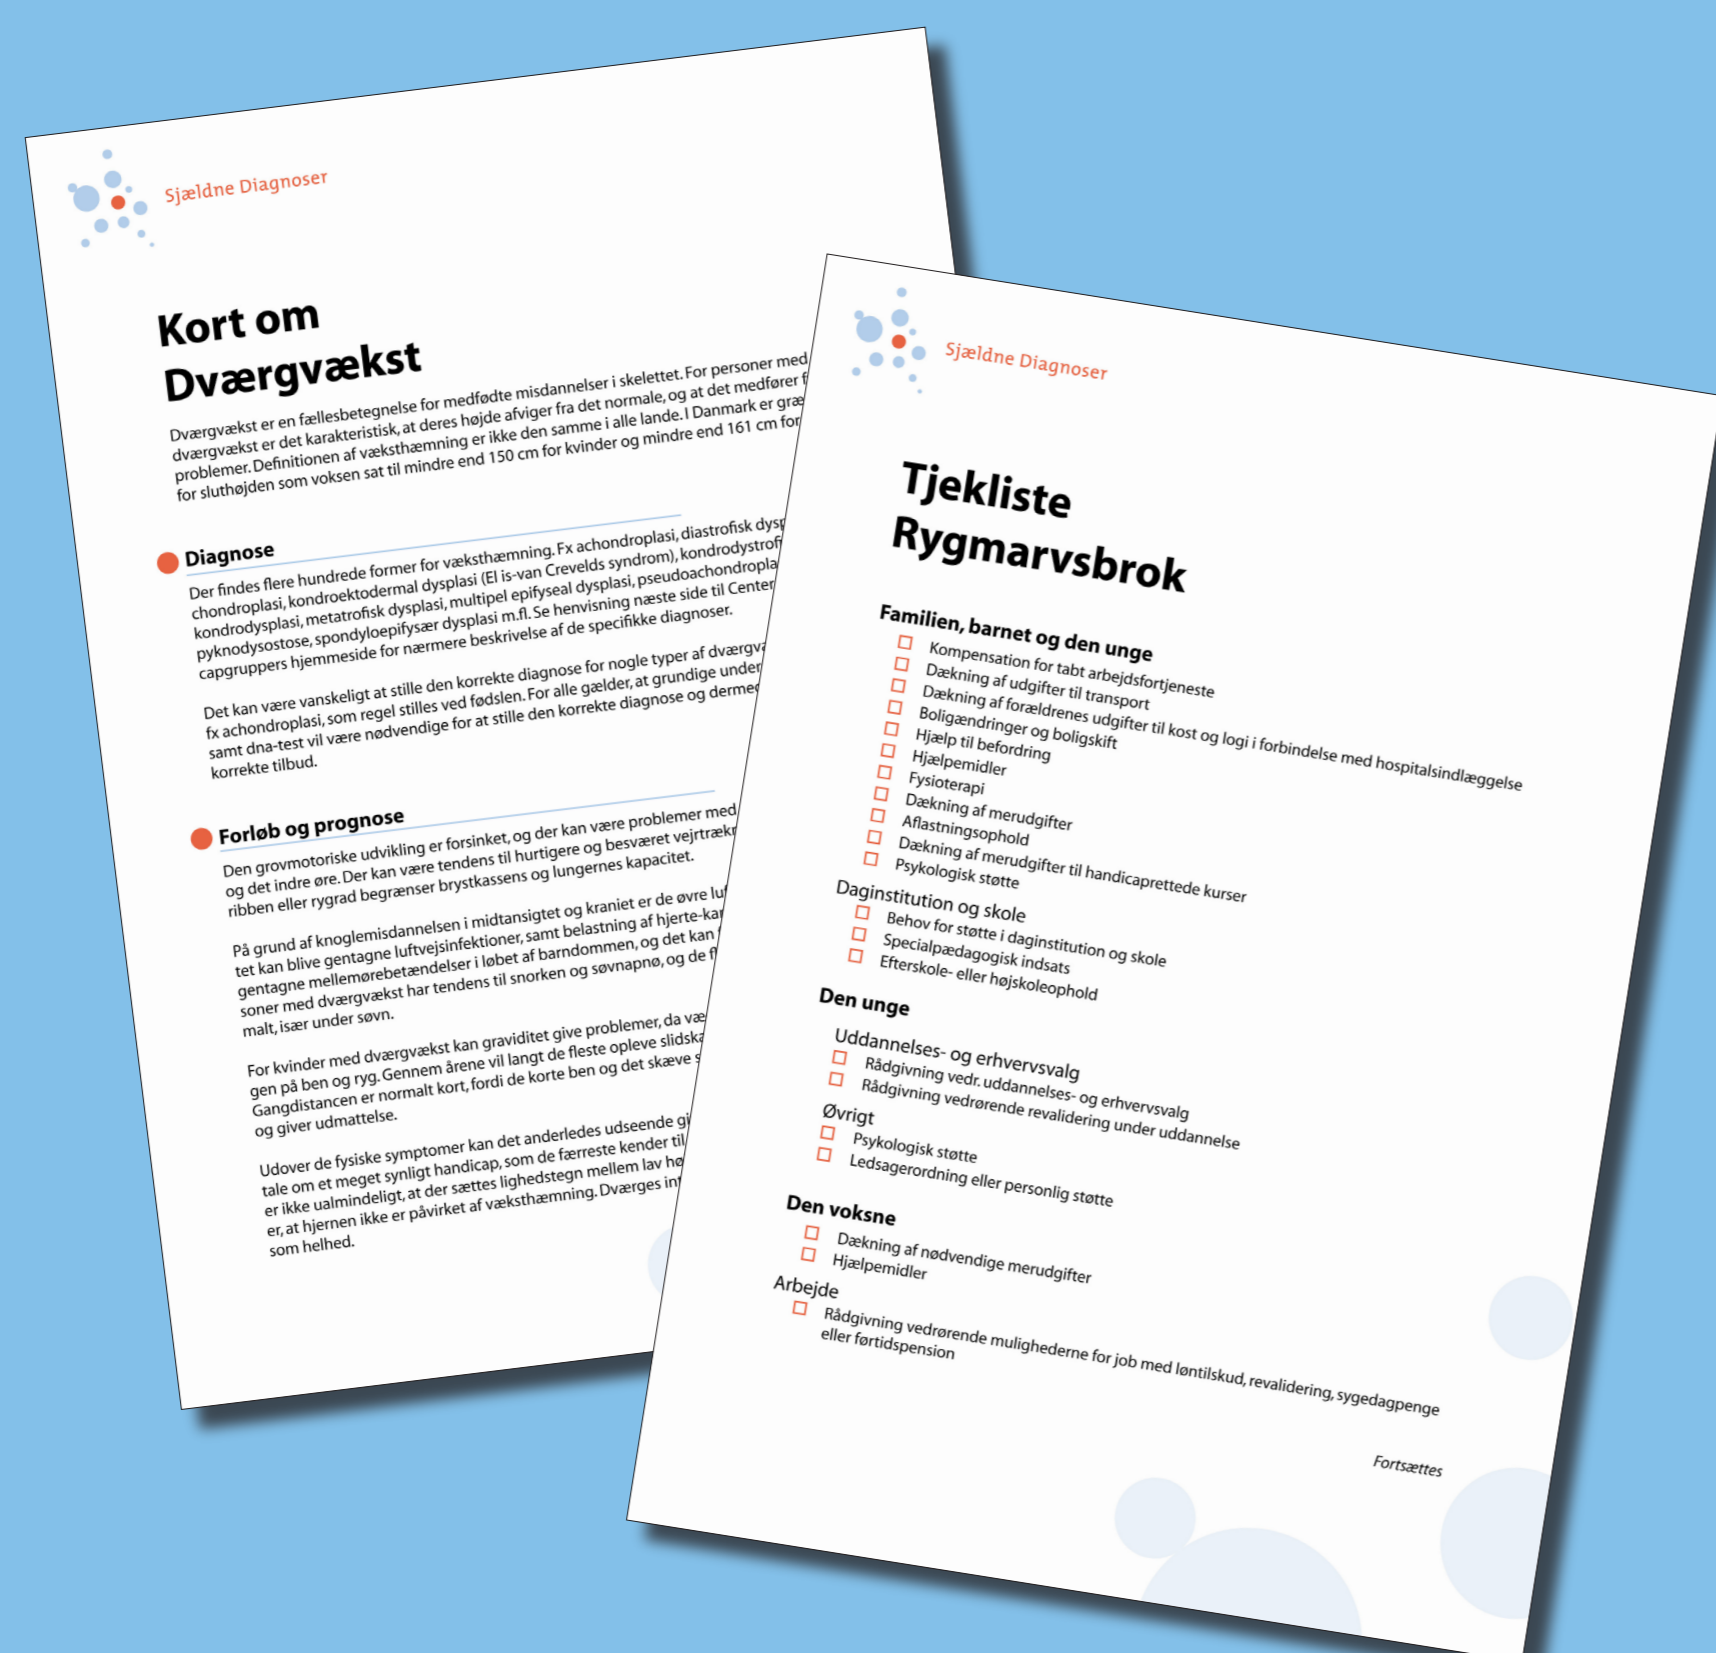 Sjældne Diagnoser
Kort om
Dværgvækst
Dværgvækst er en fællesbetegnelse for medfødte misdannelser i skelettet. For personer med
dværgvækst er det karakteristisk, at deres højde afviger fra det normale, og at det medfører
problemer. Definitionen af væksthæmning er ikke den samme i alle lande. I Danmark er
for sluthøjden som voksen sat til mindre end 150 cm for kvinder og mindre end 161 cm for
Diagnose
Der findes flere hundrede former for væksthæmning. Fx achondroplasi, diastrofisk
chondroplasi, kondroektodermal dysplasi (El is-van Crevelds syndrom),
kondrodysplasi, metatrofisk dysplasi, multipel epifyseal dysplasi,
pyknodysostose, spondyloepifysær dysplasi m.fl. Se henvisning næste side til Center
capgruppers hjemmeside for nærmere beskrivelse af de specifikke diagnoser.
Det kan være vanskeligt at stille den korrekte diagnose for nogle typer af
fx achondroplasi, som regel stilles ved fødslen. For alle gælder, at grundige
samt dna-test vil være nødvendige for at stille den korrekte diagnose og
korrekte tilbud.
Forløb og prognose
Den grovmotoriske udvikling er forsinket, og der kan være problemer med
og det indre øre. Der kan være tendens til hurtigere og besværet
ribben eller rygrad begrænser brystkassens og lungernes kapacitet.
På grund af knoglemisdannelsen i midtansigtet og kraniet er de øvre
tet kan blive gentagne luftvejsinfektioner, samt belastning af
gentagne mellemørebetændelser i løbet af barndommen, og det kan
soner med dværgvækst har tendens til snorken og søvnapnø, og de
malt, især under søvn.
For kvinder med dværgvækst kan graviditet give problemer, da
gen på ben og ryg. Gennem årene vil langt de fleste opleve
Gangdistancen er normalt kort, fordi de korte ben og det skæve
og giver udmattelse.
Udover de fysiske symptomer kan det anderledes udseende
tale om et meget synligt handicap, som de færreste kender til
er ikke ualmindeligt, at der sættes lighedstegn mellem lav
er, at hjernen ikke er påvirket af væksthæmning. Dværges
som helhed.
Sjældne Diagnoser
Tjekliste
Rygmarvsbrok
Familien, barnet og den unge
Kompensation for tabt arbejdsfortjeneste
Dækning af udgifter til transport
Dækning af forældrenes udgifter til kost og logi i forbindelse med hospitalsindlæggelse
Boligændringer og boligskift
Hjælp til befordring
Hjælpemidler
Fysioterapi
Dækning af merudgifter
Aflastningsophold
Dækning af merudgifter til handicaprettede kurser
Psykologisk støtte
Daginstitution og skole
Behov for støtte i daginstitution og skole
Specialpædagogisk indsats
Efterskole- eller højskoleophold
Den unge
Uddannelses- og erhvervsvalg
Rådgivning vedr. uddannelses- og erhvervsvalg
Rådgivning vedrørende revalidering under uddannelse
Øvrigt
Psykologisk støtte
Ledsagerordning eller personlig støtte
Den voksne
Dækning af nødvendige merudgifter
Hjælpemidler
Arbejde
Rådgivning vedrørende mulighederne for job med løntilskud, revalidering, sygedagpenge
eller førtidspension
Fortsættes